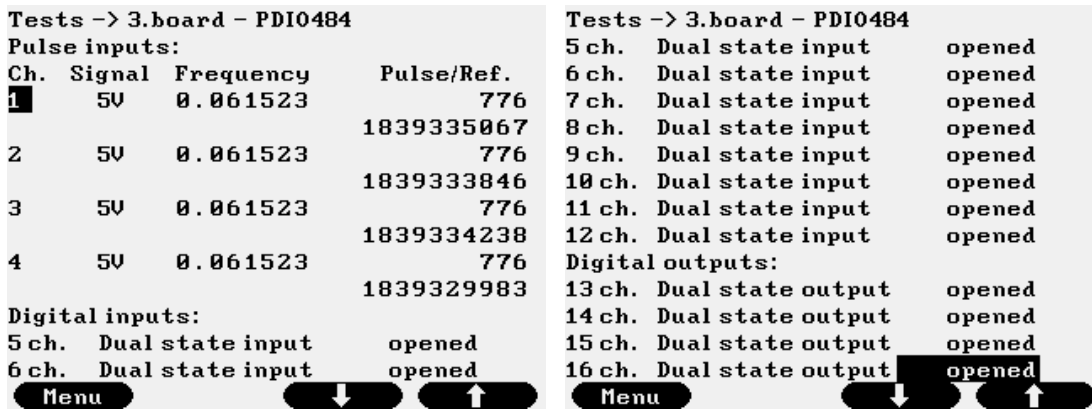 Tests -> 3.board - PDI0484
Pulse inputs:
Ch. Signal Frequency Pulse/Ref.
1 5V 0.061523 776
1839335067
2 5V 0.061523 776
1839333846
3 5V 0.061523 776
1839334238
4 5V 0.061523 776
1839329983
Digital inputs:
5 ch. Dual state input opened
6 ch. Dual state input opened
Menu
Tests -> 3.board - PDI0484
5 ch. Dual state input opened
6 ch. Dual state input opened
7 ch. Dual state input opened
8 ch. Dual state input opened
9 ch. Dual state input opened
10 ch. Dual state input opened
11 ch. Dual state input opened
12 ch. Dual state input opened
Digital outputs:
13 ch. Dual state output opened
14 ch. Dual state output opened
15 ch. Dual state output opened
16 ch. Dual state output opened
Menu